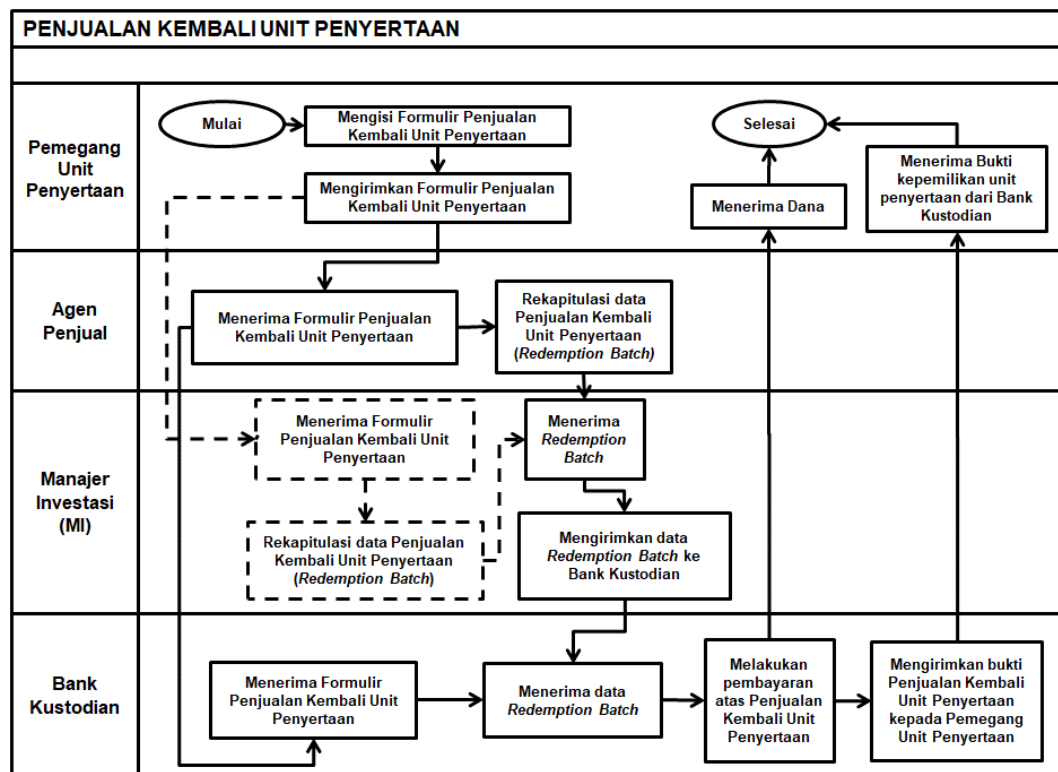 PENJUALAN KEMBALI UNIT PENYERTAAN
Pemegang
Unit
Penyertaan
Mulai
Mengisi Formulir Penjualan
Kembali Unit Penyertaan
Mengirimkan Formulir Penjualan
Kembali Unit Penyertaan
Selesai
Menerima Dana
Menerima Bukti
kepemilikan unit
penyertaan dari Bank
Kustodian
Agen
Penjual
Menerima Formulir Penjualan
Kembali Unit Penyertaan
Rekapitulasi data
Penjualan Kembali
Unit Penyertaan
(Redemption Batch)
Manajer
Investasi
(MI)
Menerima Formulir
Penjualan Kembali Unit
Penyertaan
Rekapitulasi data Penjualan
Kembali Unit Penyertaan
(Redemption Batch)
Menerima
Redemption
Batch
Mengirimkan data
Redemption Batch ke
Bank Kustodian
Bank
Kustodian
Menerima Formulir
Penjualan Kembali Unit
Penyertaan
Menerima data
Redemption Batch
Melakukan
pembayaran
atas Penjualan
Kembali Unit
Penyertaan
Mengirimkan bukti
Penjualan Kembali
Unit Penyertaan
kepada Pemegang
Unit Penyertaan